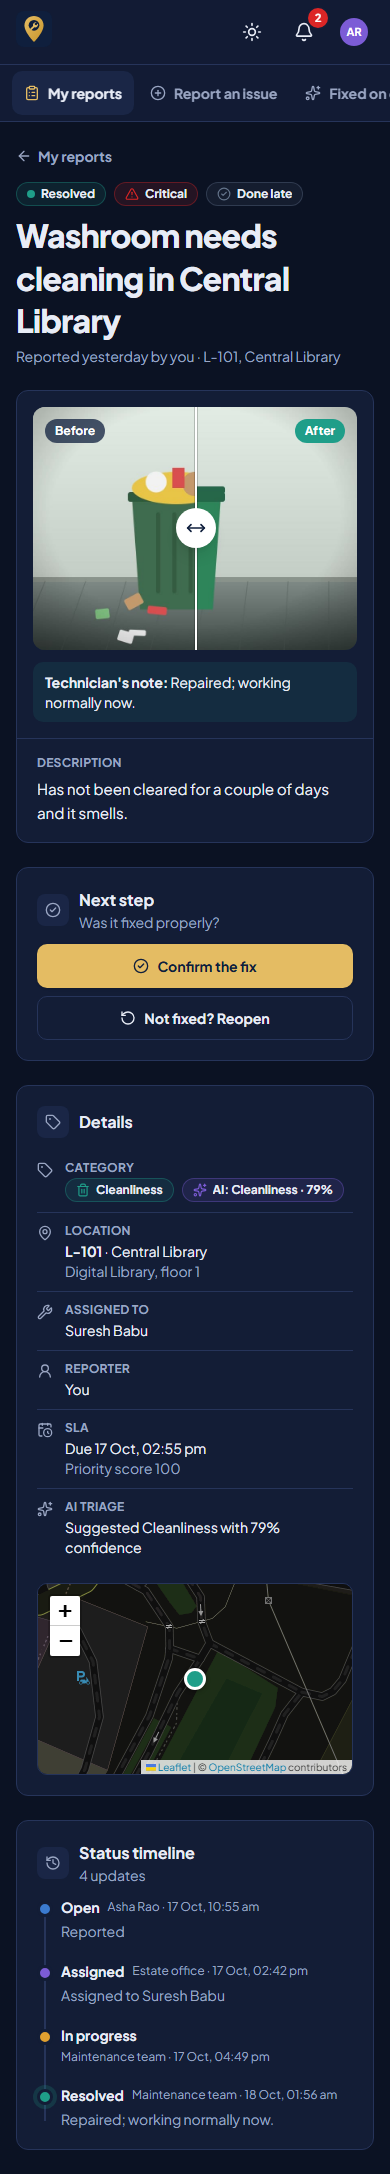 2
AR
My reports
Report an issue
Fixed on
My reports
Resolved
Critical
Done late
Washroom needs
cleaning in Central
Library
Reported yesterday by you · L-101, Central Library
Before
After
Technician's note: Repaired; working
normally now.
DESCRIPTION
Has not been cleared for a couple of days
and it smells.
Next step
Was it fixed properly?
Confirm the fix
Not fixed? Reopen
Details
CATEGORY
Cleanliness
AI: Cleanliness · 79%
LOCATION
L-101 · Central Library
Digital Library, floor 1
ASSIGNED TO
Suresh Babu
REPORTER
You
SLA
Due 17 Oct, 02:55 pm
Priority score 100
AI TRIAGE
Suggested Cleanliness with 79%
confidence
+
−
P
Leaflet | © OpenStreetMap contributors
Status timeline
4 updates
Open Asha Rao · 17 Oct, 10:55 am
Reported
Assigned Estate office · 17 Oct, 02:42 pm
Assigned to Suresh Babu
In progress
Maintenance team · 17 Oct, 04:49 pm
Resolved Maintenance team · 18 Oct, 01:56 am
Repaired; working normally now.